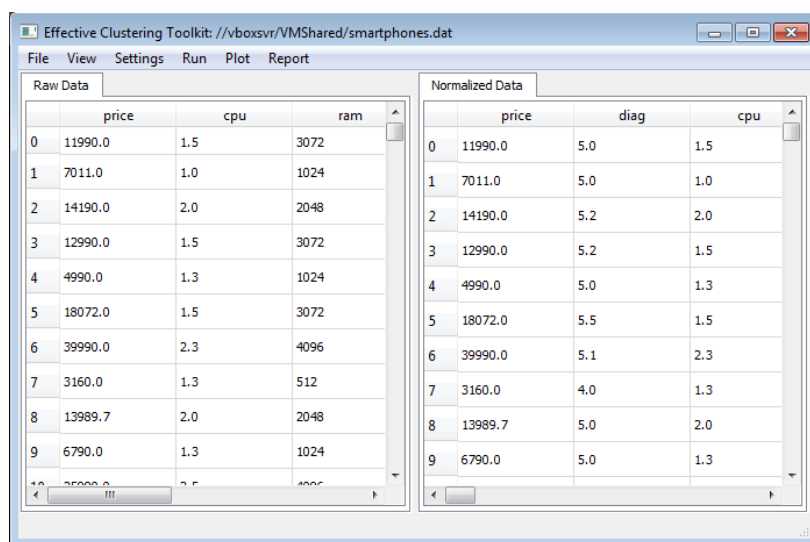 Effective Clustering Toolkit: //vboxsvr/VMShared/smartphones.dat
File View Settings Run Plot Report
Raw Data
price cpu ram
0 11990.0 1.5 3072
1 7011.0 1.0 1024
2 14190.0 2.0 2048
3 12990.0 1.5 3072
4 4990.0 1.3 1024
5 18072.0 1.5 3072
6 39990.0 2.3 4096
7 3160.0 1.3 512
8 13989.7 2.0 2048
9 6790.0 1.3 1024
Normalized Data
price diag cpu
0 11990.0 5.0 1.5
1 7011.0 5.0 1.0
2 14190.0 5.2 2.0
3 12990.0 5.2 1.5
4 4990.0 5.0 1.3
5 18072.0 5.5 1.5
6 39990.0 5.1 2.3
7 3160.0 4.0 1.3
8 13989.7 5.0 2.0
9 6790.0 5.0 1.3